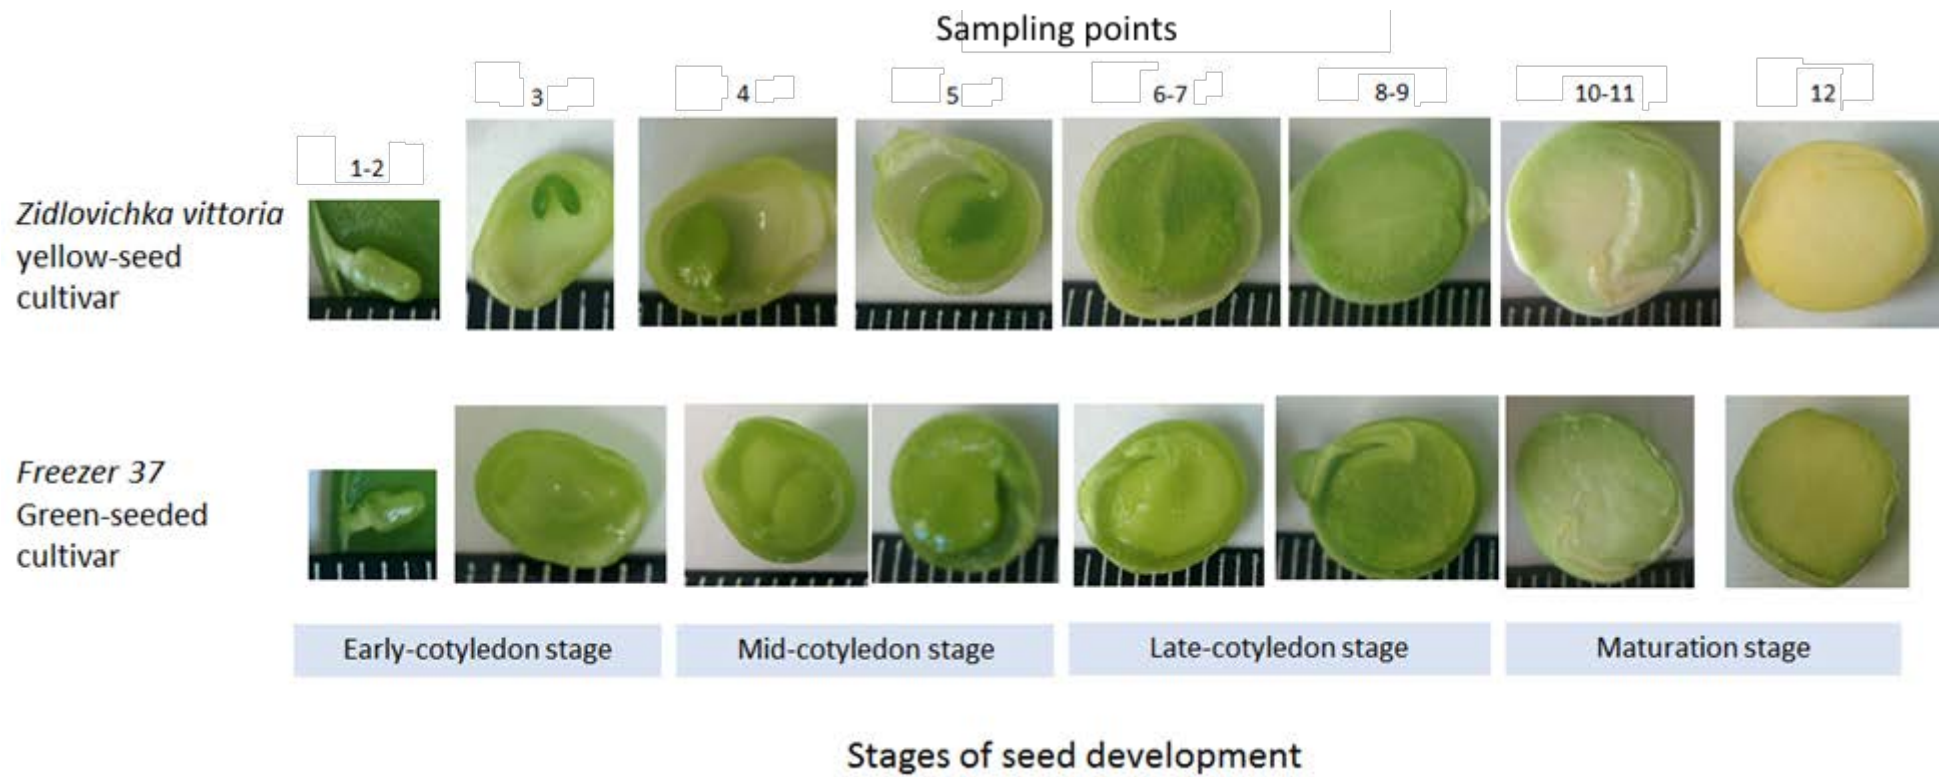 Sampling points
1-2
3
4
5
6-7
8-9
10-11
12
Zidlovichka vittoria
yellow-seed
cultivar
Freezer 37
Green-seeded
cultivar
Early-cotyledon stage
Mid-cotyledon stage
Late-cotyledon stage
Maturation stage
Stages of seed development